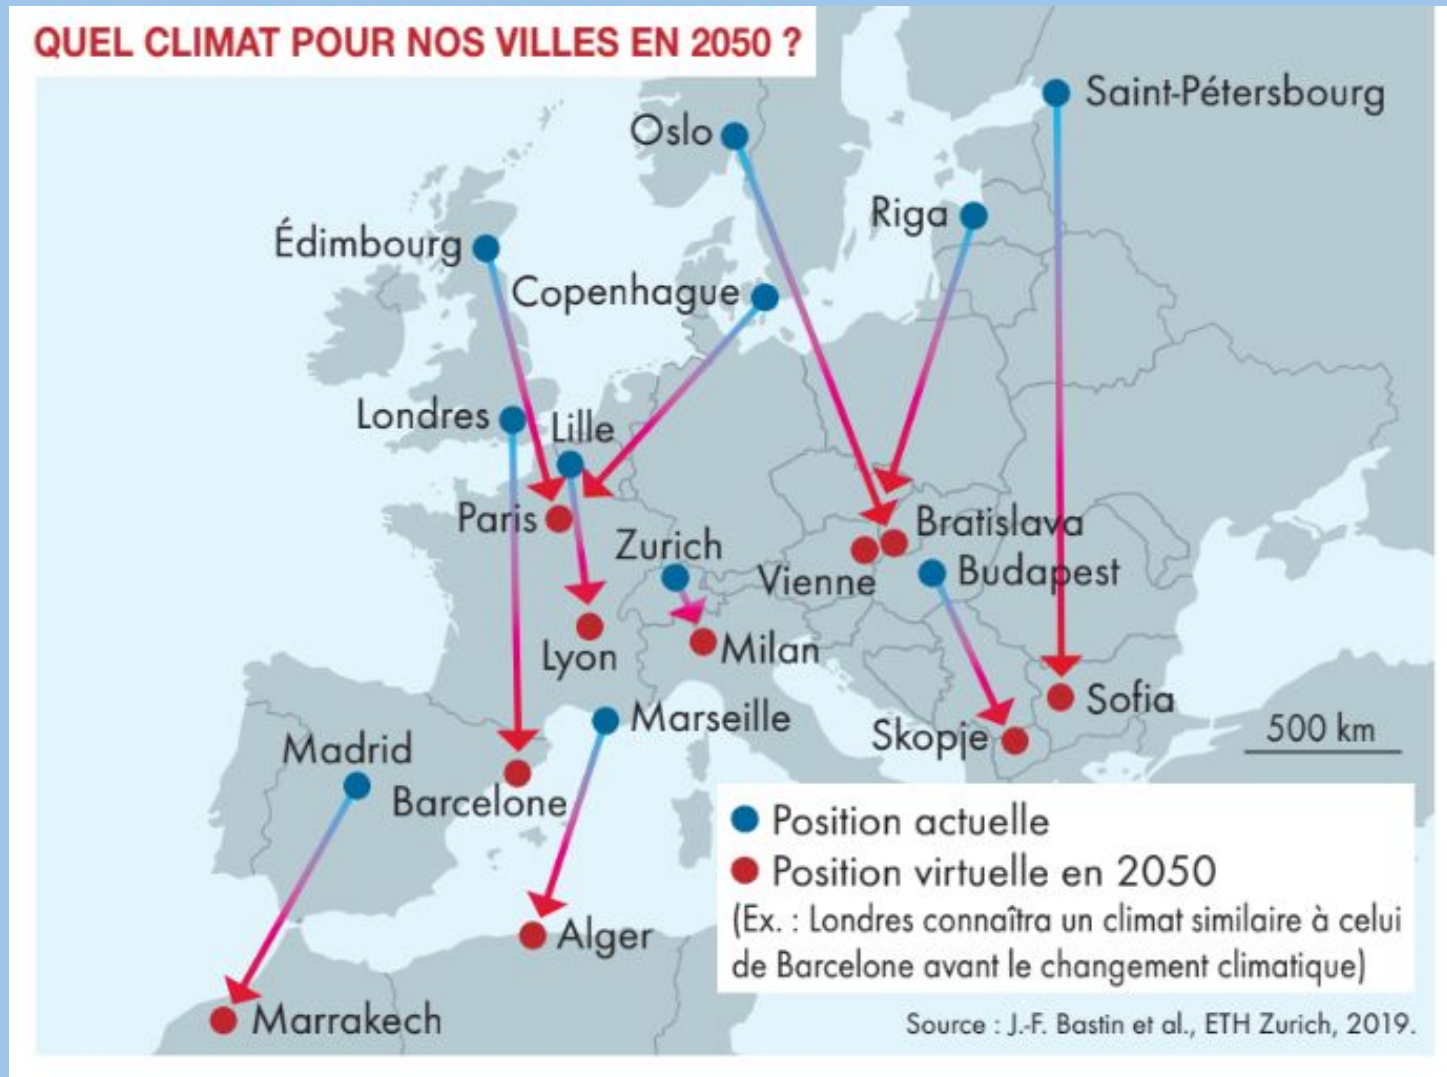 QUEL CLIMAT POUR NOS VILLES EN 2050 ?
Saint-Pétersbourg
Oslo
Riga
Édimbourg
Copenhague
Londres
Lille
Paris
Zurich
Bratislava
Vienne
Budapest
Lyon
Milan
Marseille
Sofia
Skopje
500 km
Madrid
Barcelone
Alger
Marrakech
Position actuelle
Position virtuelle en 2050
(Ex. : Londres connaîtra un climat similaire à celui
de Barcelone avant le changement climatique)
Source : J.-F. Bastin et al., ETH Zurich, 2019.